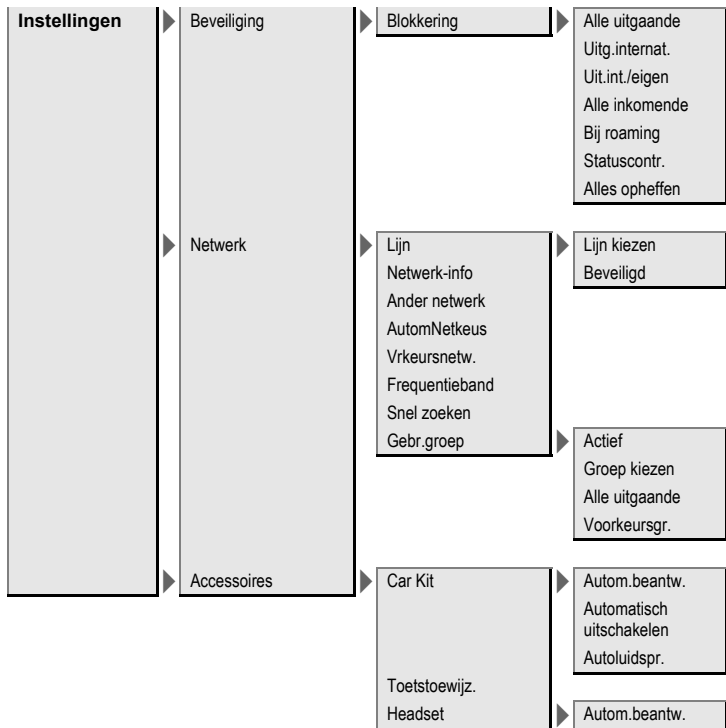 Instellingen
Beveiliging
Blokkering
Alle uitgaande
Uitg.internat.
Uit.int./eigen
Alle inkomende
Bij roaming
Statuscontr.
Alles opheffen
Netwerk
Lijn
Lijn kiezen
Beveiligd
Netwerk-info
Ander netwerk
AutomNetkeus
Vrkeursnetw.
Frequentieband
Snel zoeken
Gebr.groep
Actief
Groep kiezen
Alle uitgaande
Voorkeursgr.
Accessoires
Car Kit
Autom.beantw.
Automatisch
uitschakelen
Autoluidspr.
Toetstoewijz.
Headset
Autom.beantw.